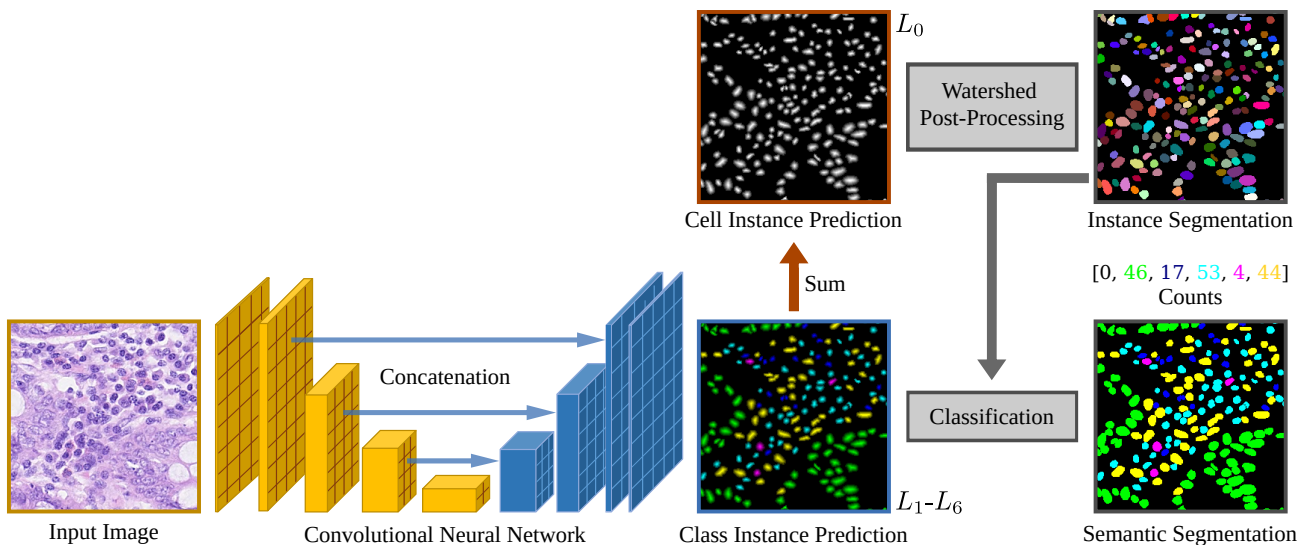 L₀
Watershed
Post-Processing
Cell Instance Prediction
Instance Segmentation
Sum
[0, 46, 17, 53, 4, 44]
Counts
Concatenation
Classification
L₁-L₆
Input Image
Convolutional Neural Network
Class Instance Prediction
Semantic Segmentation